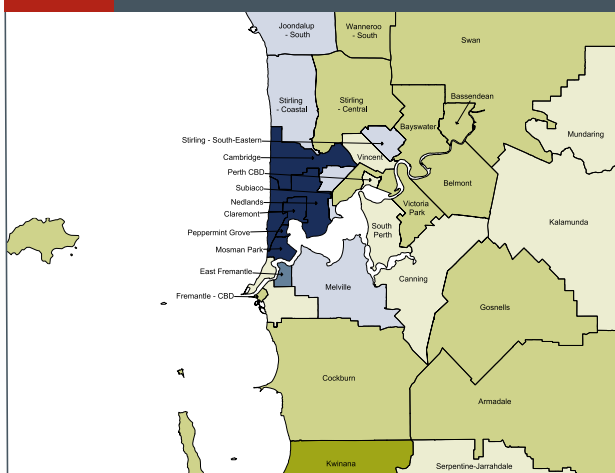 Joondalup
- South
Wanneroo
- South
Swan
Stirling
- Coastal
Stirling
- Central
Bassendean
Bayswater
Mundaring
Stirling - South-Eastern
Cambridge
Vincent
Perth CBD
Subiaco
Belmont
Nedlands
Victoria
Park
Claremont
Kalamunda
South
Perth
Peppermint Grove
Mosman Park
East Fremantle
Melville
Canning
Fremantle - CBD
Gosnells
Cockburn
Armadale
Kwinana
Serpentine-Jarrahdale